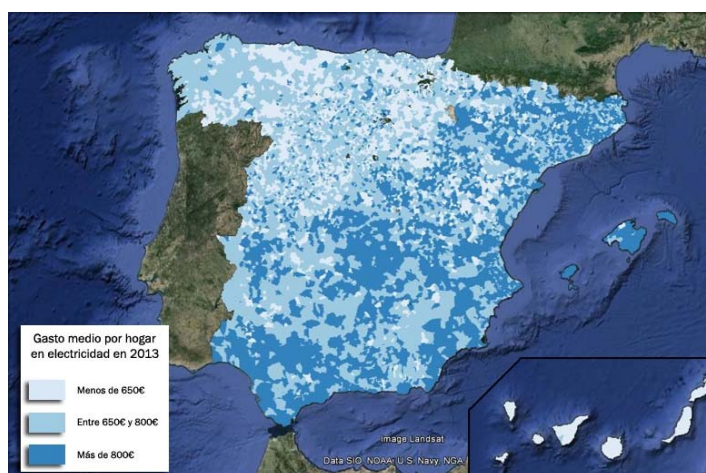 Gasto medio por hogar
en electricidad en 2013
Menos de 650€
Entre 650€ y 800€
Más de 800€
Image Landsat
Data SIO, NOAA, U.S. Navy, NGA,